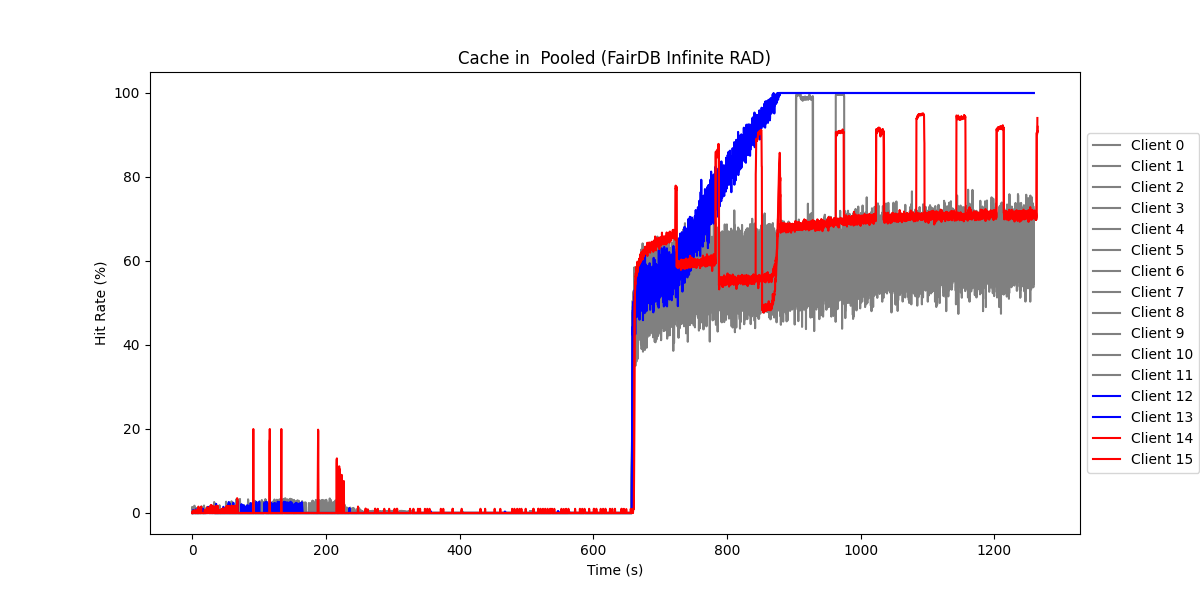 Cache in  Pooled (FairDB Infinite RAD)
Hit Rate (%)
100
80
60
40
20
0
0
200
400
600
800
1000
1200
Time (s)
Client 0
Client 1
Client 2
Client 3
Client 4
Client 5
Client 6
Client 7
Client 8
Client 9
Client 10
Client 11
Client 12
Client 13
Client 14
Client 15